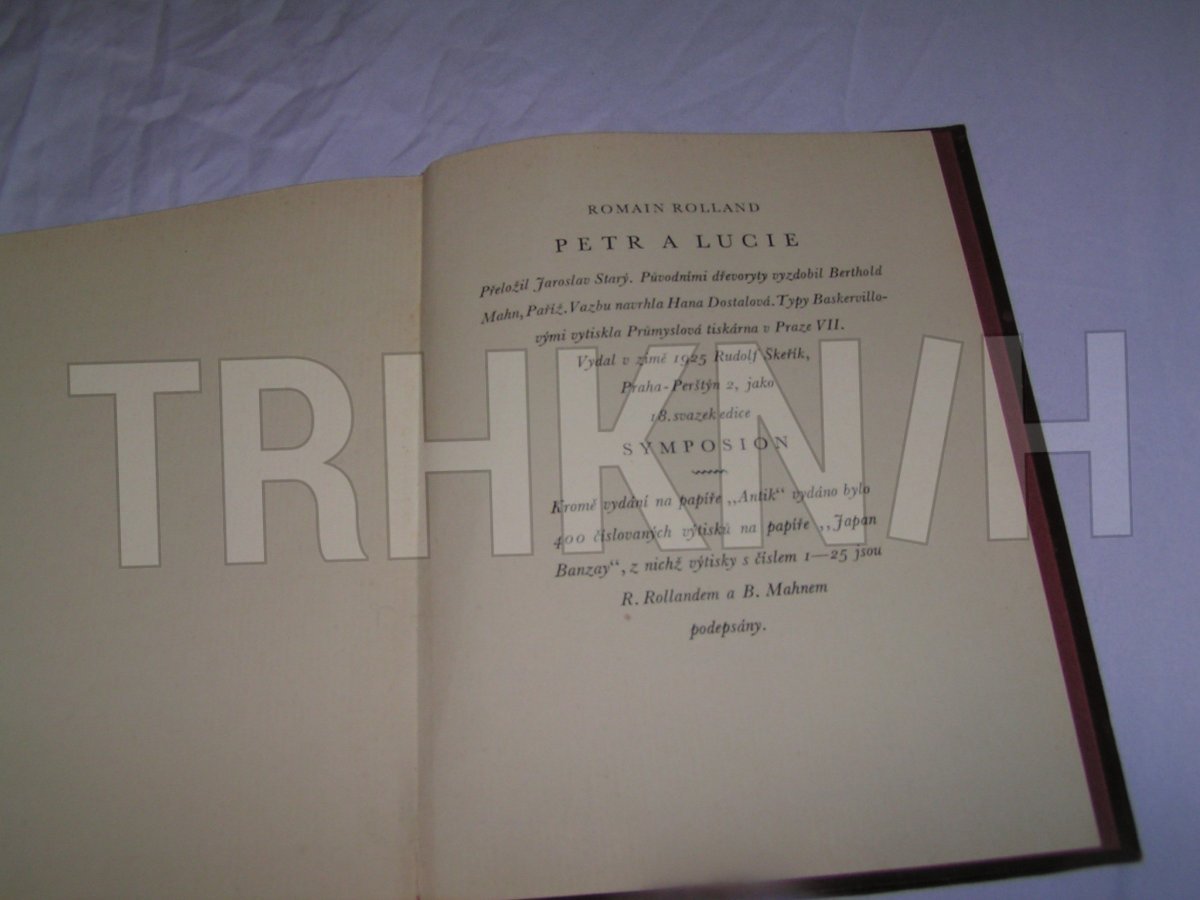 ROMAIN ROLLAND
PETR A LUCIE
Přeložil Jaroslav Starý. Původními dřevoryty vyzdobil Berthold
Mahn, Paříž. Vazbu navrhla Hana Dostalová. Typy Baskervillo-
vými vytiskla Průmyslová tiskárna v Praze VII.
Vydal v zimě 1925 Rudolf Škeřík,
Praha-Perštýn 2, jako
18. svazek edice
SYMPOSION
Kromě vydání na papíře „Antik“ vydáno bylo
400 číslovaných výtisků na papíře „Japan
Banzay“, z nichž výtisky s číslem 1—25 jsou
R. Rollandem a B. Mahnem
podepsány.
TRHKN/H